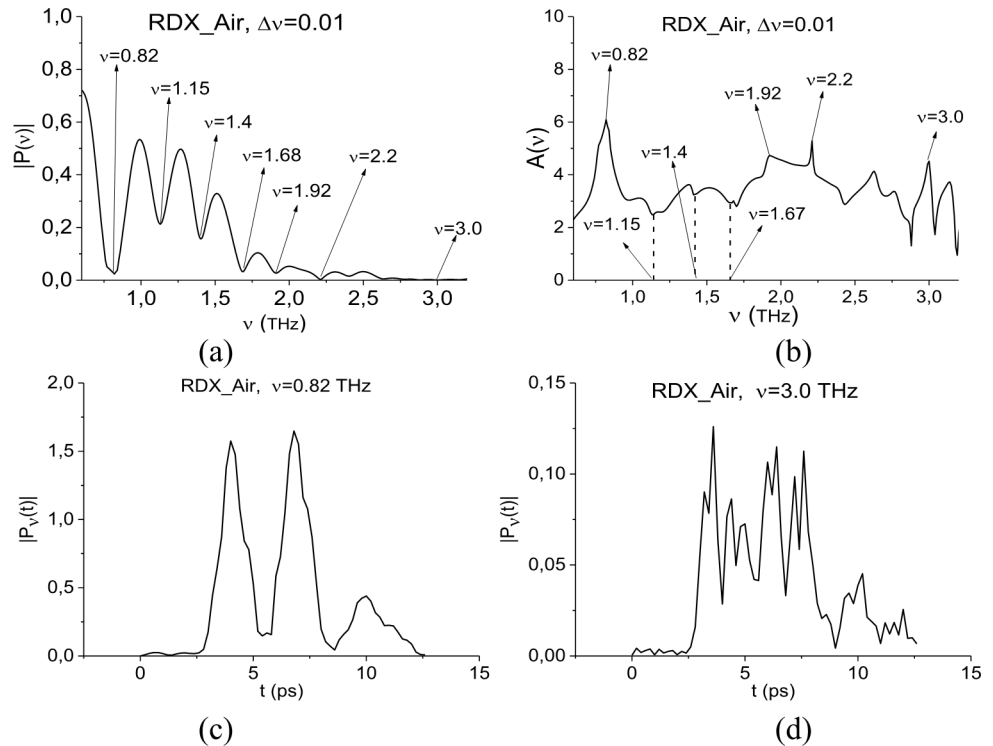 RDX_Air, Δν=0.01
1,0
0,8
0,6
0,4
0,2
0,0
|P(ν)|
ν=0.82
ν=1.15
ν=1.4
ν=1.68
ν=1.92
ν=2.2
ν=3.0
1,0 1,5 2,0 2,5 3,0
ν (THz)
(a)
RDX_Air, Δν=0.01
10
8
6
4
2
0
A(ν)
ν=0.82
ν=1.92
ν=2.2
ν=3.0
ν=1.4
ν=1.15
ν=1.67
1,0 1,5 2,0 2,5 3,0
ν (THz)
(b)
RDX_Air, ν=0.82 THz
2,0
1,5
1,0
0,5
0,0
|Pν(t)|
0 5 10 15
t (ps)
(c)
RDX_Air, ν=3.0 THz
0,15
0,10
0,05
0,00
|Pν(t)|
0 5 10 15
t (ps)
(d)